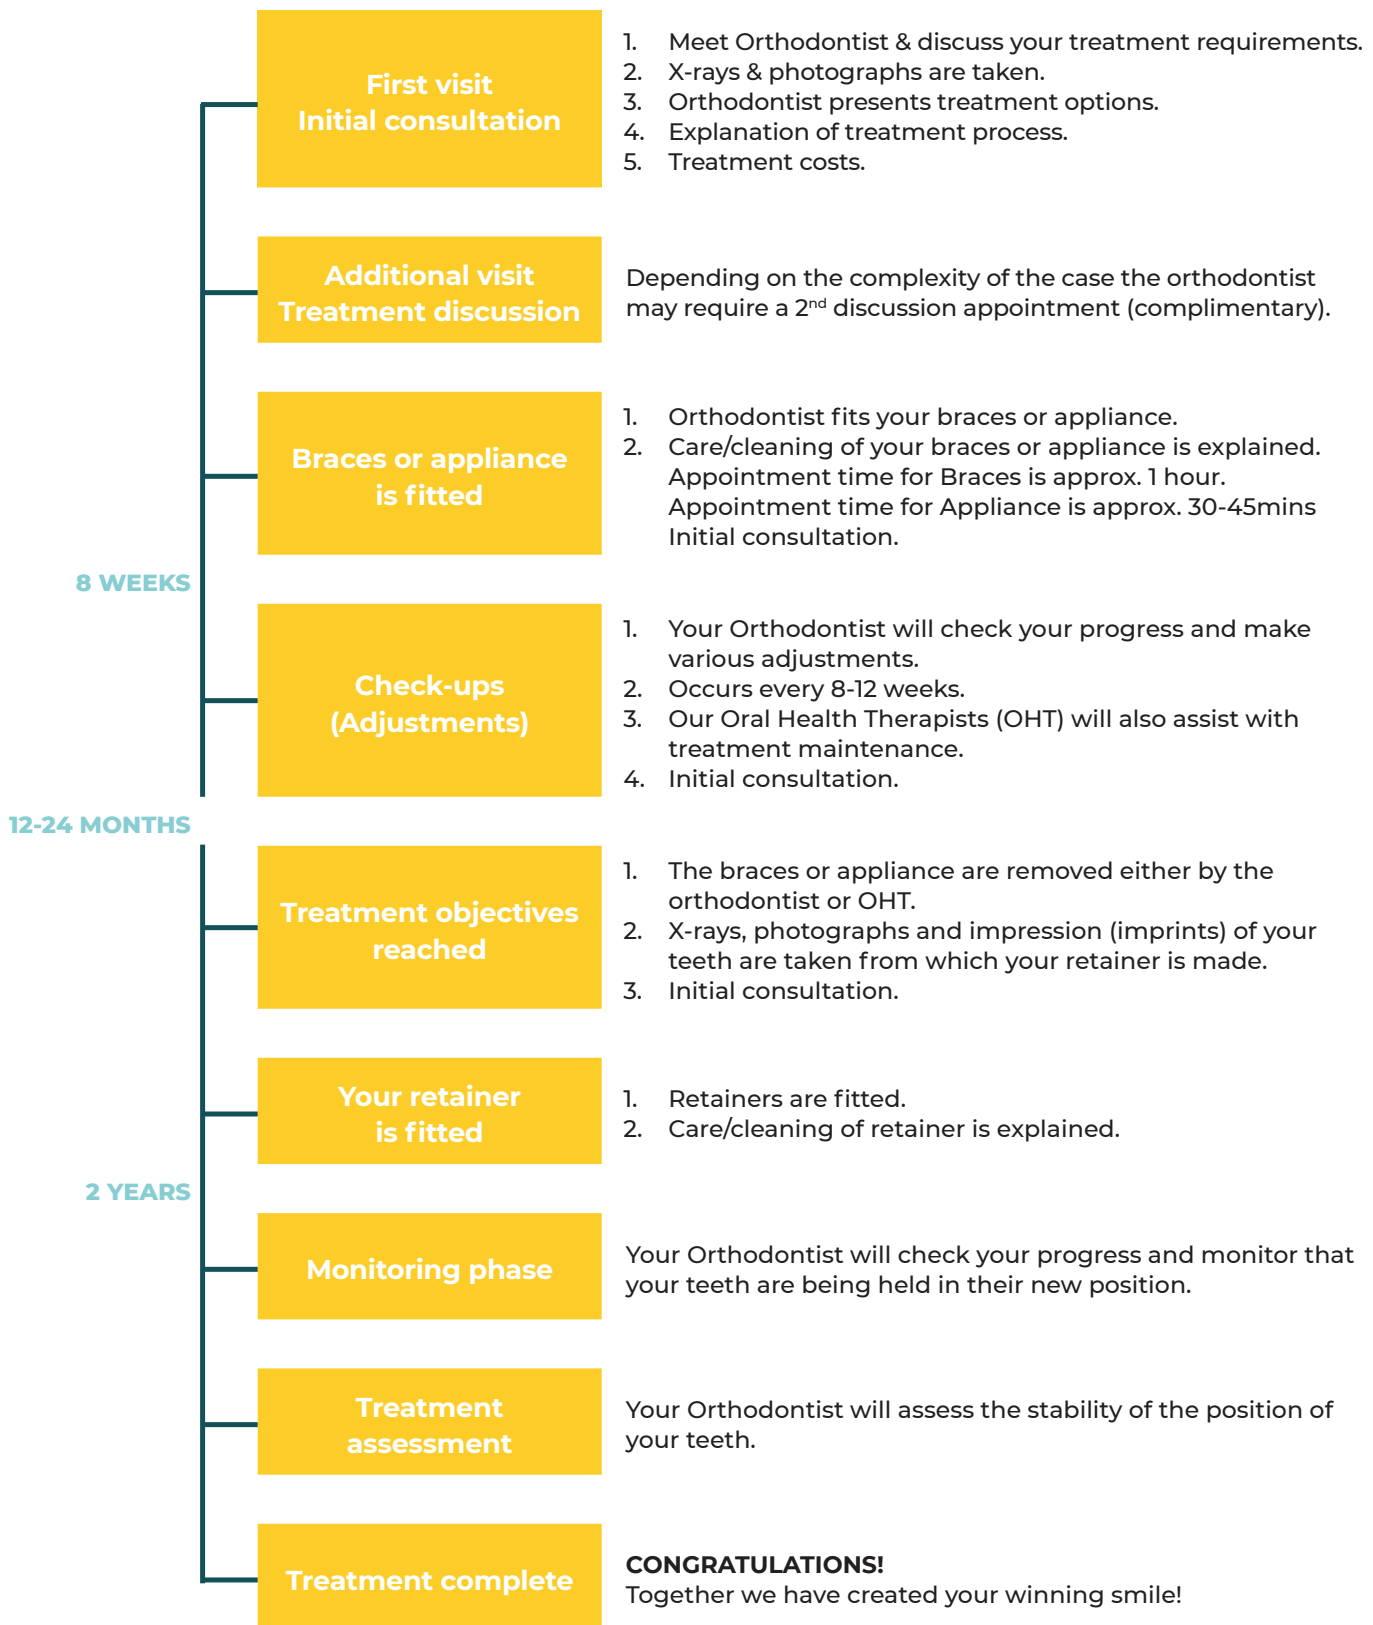 First visit
Initial consultation
1. Meet Orthodontist & discuss your treatment requirements.
2. X-rays & photographs are taken.
3. Orthodontist presents treatment options.
4. Explanation of treatment process.
5. Treatment costs.
Additional visit
Treatment discussion
Depending on the complexity of the case the orthodontist
may require a 2nd discussion appointment (complimentary).
Braces or appliance
is fitted
1. Orthodontist fits your braces or appliance.
2. Care/cleaning of your braces or appliance is explained.
Appointment time for Braces is approx. 1 hour.
Appointment time for Appliance is approx. 30-45mins
Initial consultation.
8 WEEKS
Check-ups
(Adjustments)
1. Your Orthodontist will check your progress and make
various adjustments.
2. Occurs every 8-12 weeks.
3. Our Oral Health Therapists (OHT) will also assist with
treatment maintenance.
4. Initial consultation.
12-24 MONTHS
Treatment objectives
reached
1. The braces or appliance are removed either by the
orthodontist or OHT.
2. X-rays, photographs and impression (imprints) of your
teeth are taken from which your retainer is made.
3. Initial consultation.
Your retainer
is fitted
1. Retainers are fitted.
2. Care/cleaning of retainer is explained.
2 YEARS
Monitoring phase
Your Orthodontist will check your progress and monitor that
your teeth are being held in their new position.
Treatment
assessment
Your Orthodontist will assess the stability of the position of
your teeth.
Treatment complete
CONGRATULATIONS!
Together we have created your winning smile!